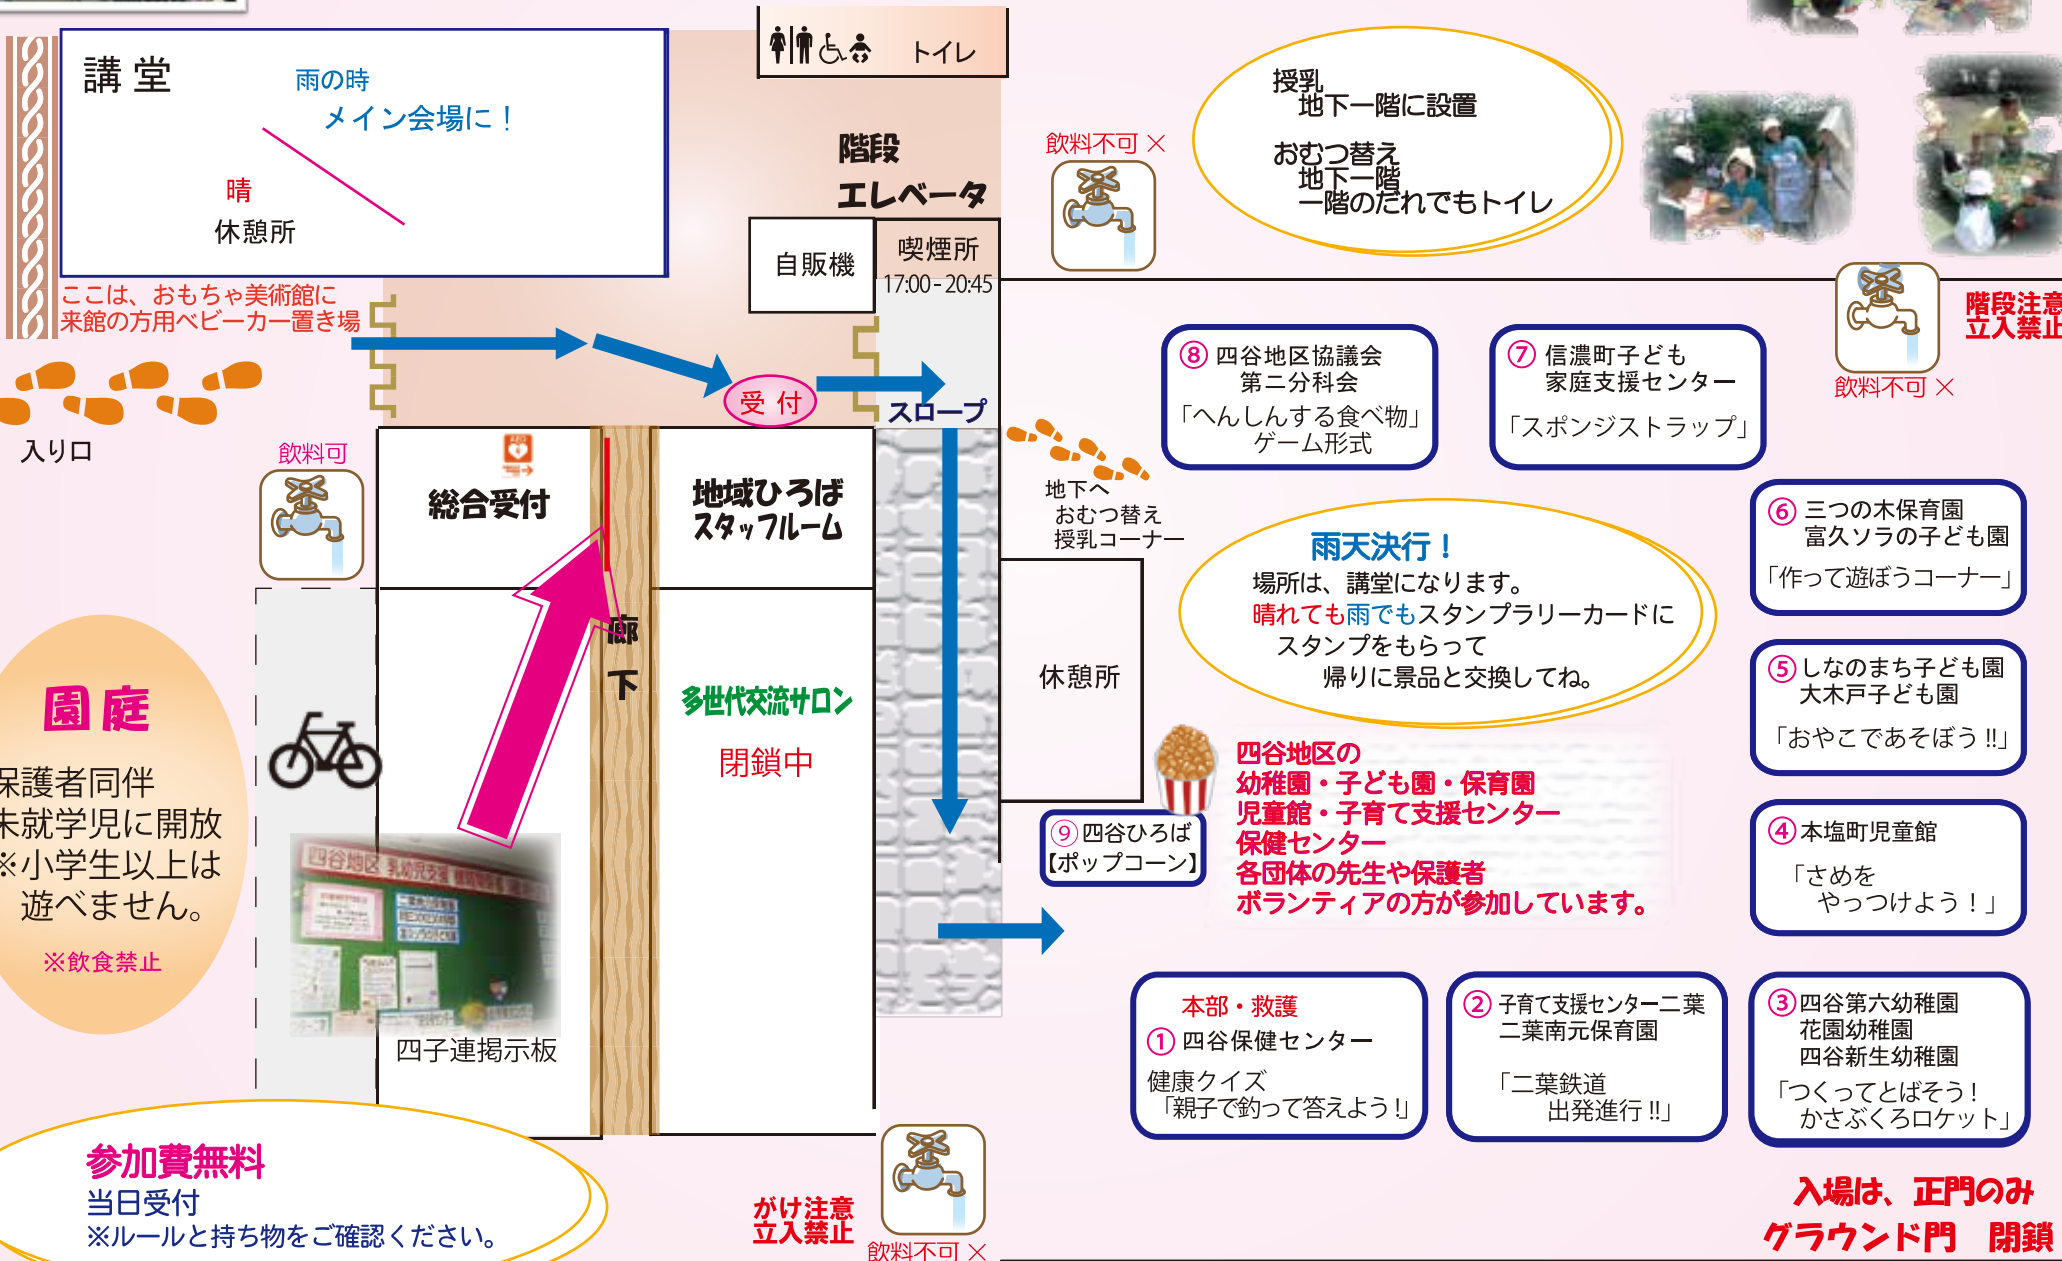 トイレ
講堂
雨の時
メイン会場に！
晴
休憩所
階段
エレベータ
自販機
喫煙所
17:00-20:45
飲料不可 ×
授乳
地下一階に設置
おむつ替え
地下一階
一階のだれでもトイレ
ここは、おもちゃ美術館に
来館の方用ベビーカー置き場
入り口
受付
スロープ
飲料可
総合受付
地域ひろば
スタッフルーム
廊下
多世代交流サロン
閉鎖中
地下へ
おむつ替え
授乳コーナー
休憩所
階段注意
立入禁止
飲料不可 ×
⑧ 四谷地区協議会
第二分科会
「へんしんする食べ物」
ゲーム形式
⑦ 信濃町子ども
家庭支援センター
「スポンジストラップ」
⑥ 三つの木保育園
富久ソラの子ども園
「作って遊ぼうコーナー」
雨天決行！
場所は、講堂になります。
晴れても雨でもスタンプラリーカードに
スタンプをもらって
帰りに景品と交換してね。
⑤ しなのまち子ども園
大木戸子ども園
「おやこであそぼう!!」
四谷地区の
幼稚園・子ども園・保育園
児童館・子育て支援センター
保健センター
各団体の先生や保護者
ボランティアの方が参加しています。
⑨ 四谷ひろば
【ポップコーン】
④ 本塩町児童館
「さめを
やっつけよう！」
本部・救護
① 四谷保健センター
健康クイズ
「親子で釣って答えよう!」
② 子育て支援センター二葉
二葉南元保育園
「二葉鉄道
出発進行!!」
③ 四谷第六幼稚園
花園幼稚園
四谷新生幼稚園
「つくってとばそう!
かさぶくろロケット」
園庭
保護者同伴
未就学児に開放
※小学生以上は
遊べません。
※飲食禁止
四谷地区 乳幼児支援
四子連掲示板
参加費無料
当日受付
※ルールと持ち物をご確認ください。
がけ注意
立入禁止
飲料不可 ×
入場は、正門のみ
グラウンド門　閉鎖